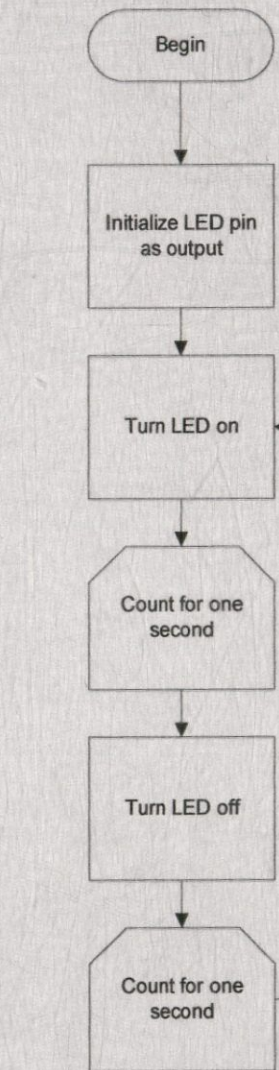 Begin
Initialize LED pin
as output
Turn LED on
Count for one
second
Turn LED off
Count for one
second